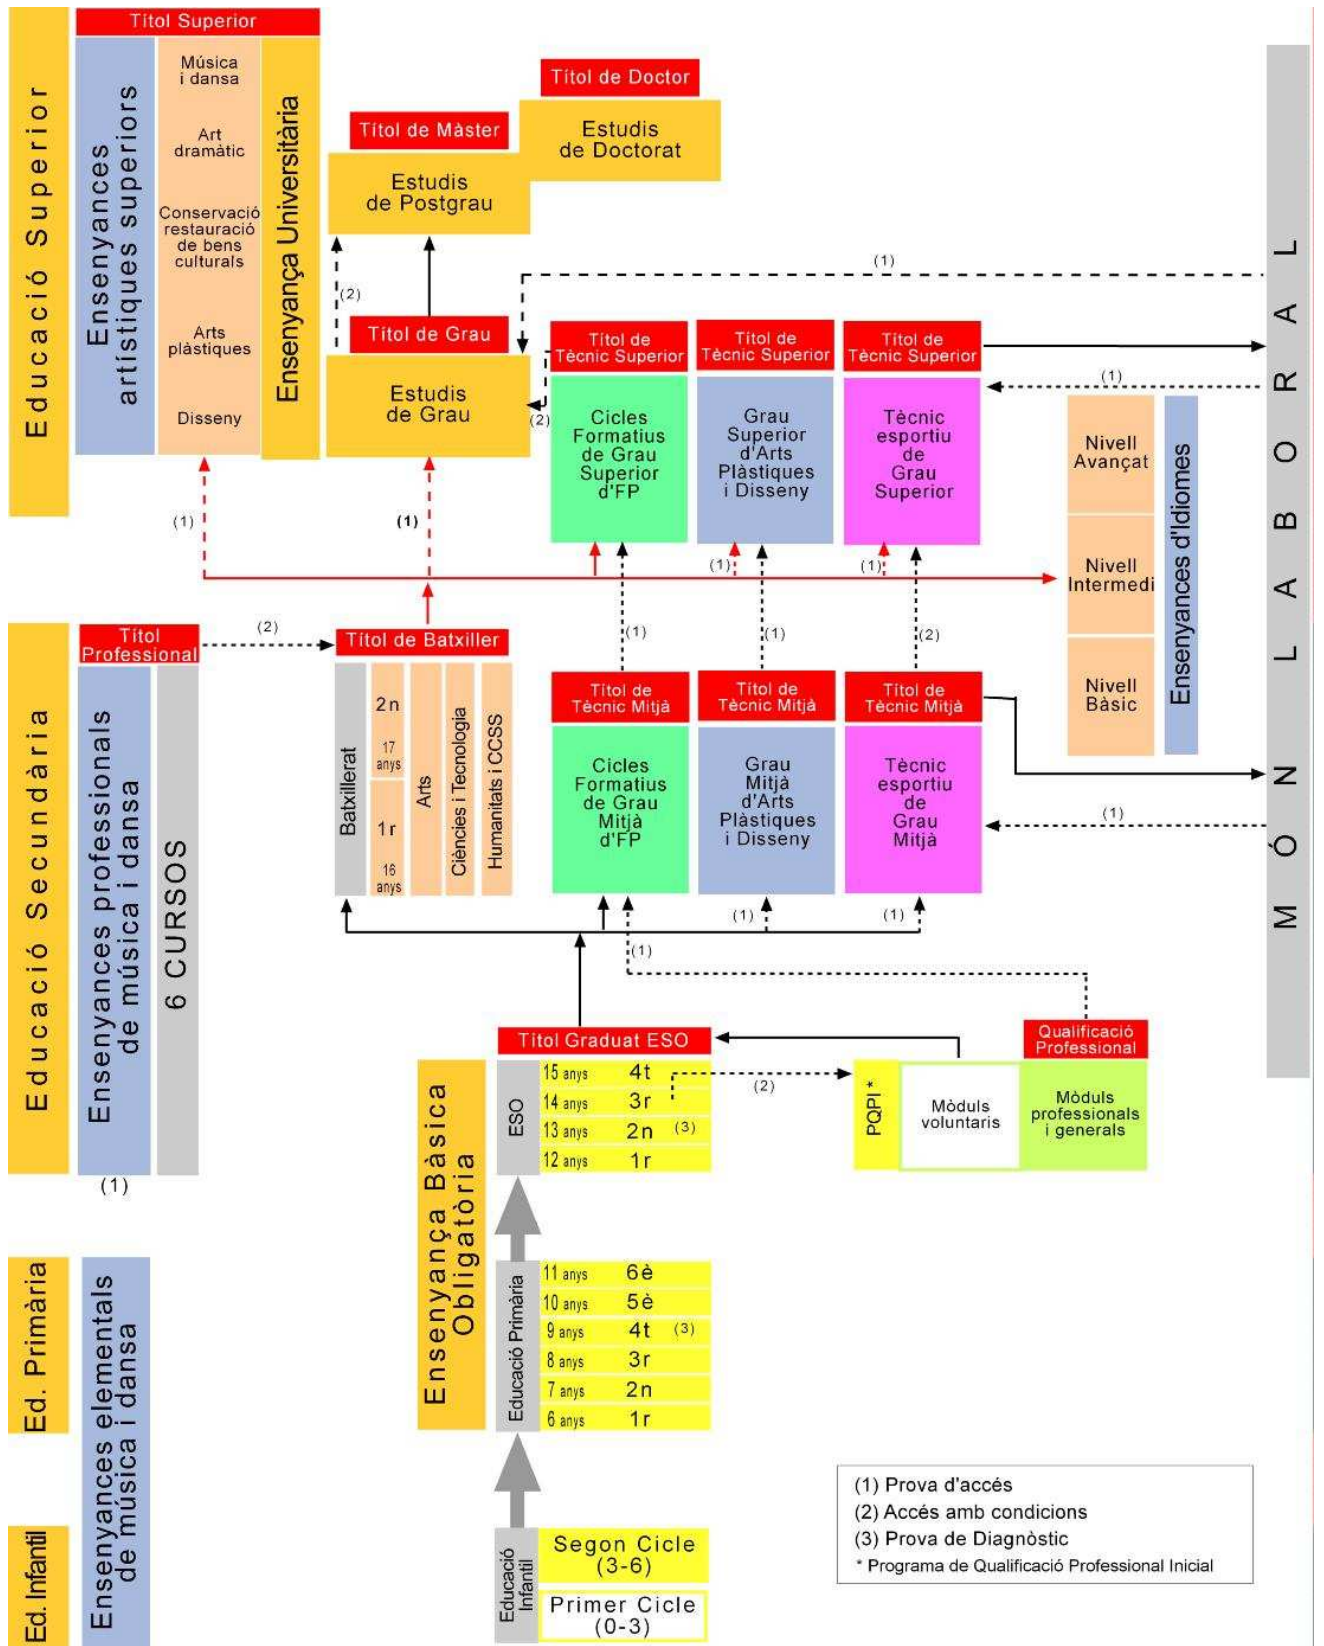 Títol Superior
Educació Superior
Ensenyances
artístiques superiors
Música
i dansa
Art
dramàtic
Conservació
restauració
de bens
culturals
Arts
plàstiques
Disseny
Ensenyança Universitària
Títol de Doctor
Estudis
de Doctorat
Títol de Màster
Estudis
de Postgrau
(2)
(1)
Títol de Grau
Estudis
de Grau
(2)
Títol de
Tècnic Superior
Cicles
Formatius
de Grau
Superior
d'FP
Títol de
Tècnic Superior
Grau
Superior
d'Arts
Plàstiques
i Disseny
Títol de
Tècnic Superior
Tècnic
esportiu
de
Grau
Superior
(1)
Nivell
Avançat
Nivell
Intermedi
Nivell
Bàsic
Ensenyances d'Idiomes
MÓN LABORAL
(1)
(1)
(1)
(1)
Educació Secundària
Títol
Professional
Ensenyances professionals
de música i dansa
6 CURSOS
(1)
(2)
Títol de Batxiller
Batxillerat
2n
17
anys
1r
16
anys
Arts
Ciències i Tecnologia
Humanitats i CCSS
(1)
(1)
(2)
Títol de
Tècnic Mitjà
Cicles
Formatius
de Grau
Mitjà
d'FP
Títol de
Tècnic Mitjà
Grau
Mitjà
d'Arts
Plàstiques
i Disseny
Títol de
Tècnic Mitjà
Tècnic
esportiu
de
Grau
Mitjà
(1)
(1)
(1)
(1)
Ensenyança Bàsica
Obligatòria
Títol Graduat ESO
ESO
15 anys 4t
14 anys 3r
13 anys 2n (3)
12 anys 1r
(2)
PQPI *
Mòduls
voluntaris
Qualificació
Professional
Mòduls
professionals
i generals
Ed. Primària
Ensenyances elementals
de música i dansa
Educació Primària
11 anys 6è
10 anys 5è
9 anys 4t (3)
8 anys 3r
7 anys 2n
6 anys 1r
Ed. Infantil
Educació
Infantil
Segon Cicle
(3-6)
Primer Cicle
(0-3)
(1) Prova d'accés
(2) Accés amb condicions
(3) Prova de Diagnòstic
* Programa de Qualificació Professional Inicial